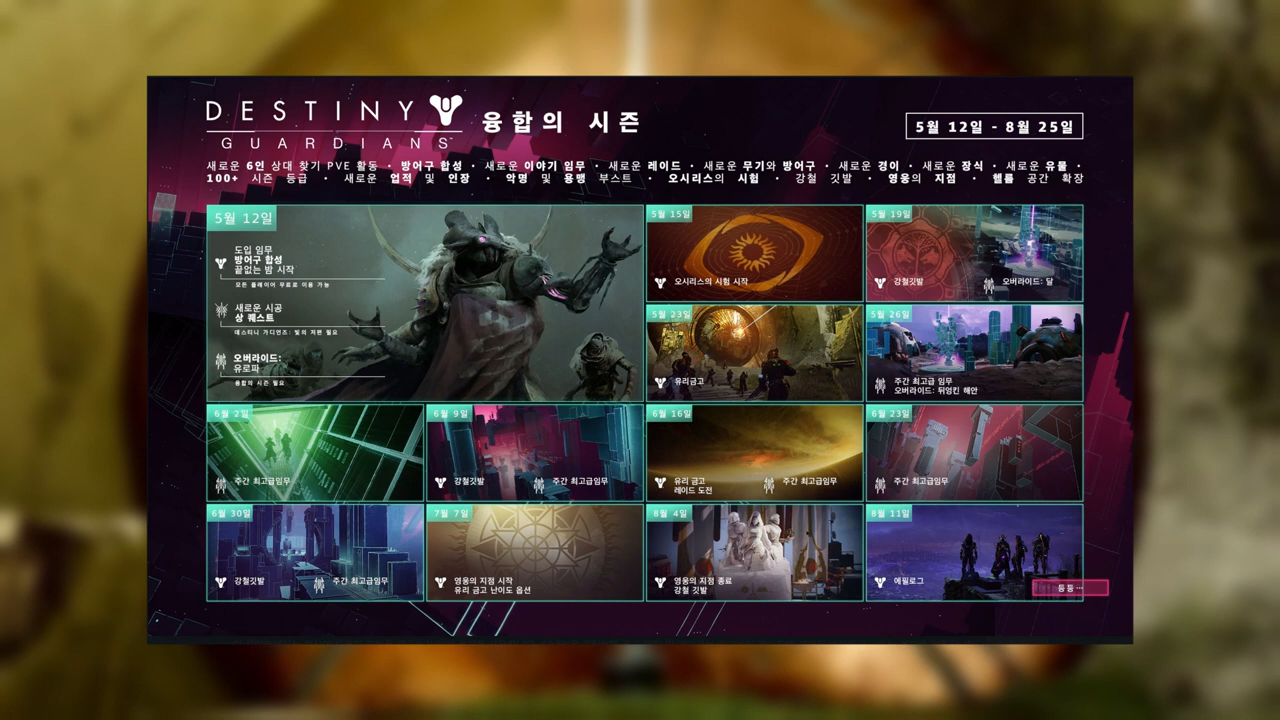 DESTINY
GUARDIANS
융합의 시즌
5월 12일 - 8월 25일
새로운 6인 상대 찾기 PVE 활동 • 방어구 합성 • 새로운 이야기 임무 • 새로운 레이드 • 새로운 무기와 방어구 • 새로운 경이 • 새로운 장식 • 새로운 유물 •
100+ 시즌 등급 • 새로운 업적 및 인장 • 악명 및 용맹 부스트 • 오시리스의 시험 • 강철 깃발 • 영웅의 지점 • 헬름 공간 확장
5월 12일
도입 임무
방어구 합성
끝없는 밤 시작
모든 플레이어 무료로 이용 가능
새로운 시공
상 퀘스트
데스티니 가디언즈: 빛의 저편 필요
오버라이드:
유로파
융합의 시즌 필요
5월 15일
오시리스의 시험 시작
5월 19일
강철깃발
오버라이드: 달
5월 23일
유리금고
5월 26일
주간 최고급 임무
오버라이드: 뒤엉킨 해안
6월 2일
주간 최고급임무
6월 9일
강철깃발
주간 최고급임무
6월 16일
유리 금고
레이드 도전
주간 최고급임무
6월 23일
주간 최고급임무
6월 30일
강철깃발
주간 최고급임무
7월 7일
영웅의 지점 시작
유리 금고 난이도 옵션
8월 4일
영웅의 지점 종료
강철 깃발
8월 11일
에필로그
등등…